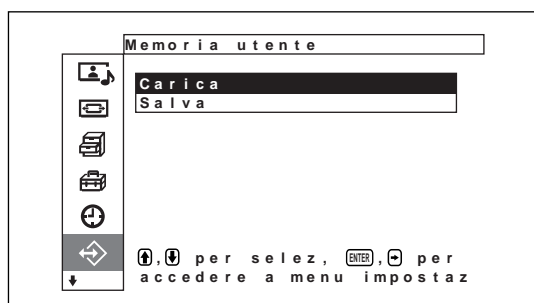 Memoria utente
Carica
Salva
, per selez, ENTER, per
accedere a menu impostaz